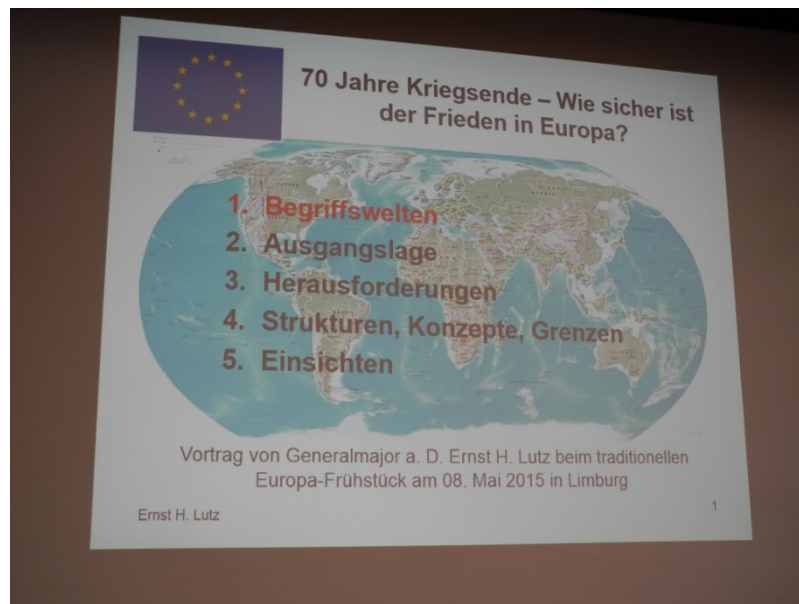 70 Jahre Kriegsende – Wie sicher ist
der Frieden in Europa?
1. Begriffswelten
2. Ausgangslage
3. Herausforderungen
4. Strukturen, Konzepte, Grenzen
5. Einsichten
Vortrag von Generalmajor a. D. Ernst H. Lutz beim traditionellen
Europa-Frühstück am 08. Mai 2015 in Limburg
Ernst H. Lutz
1